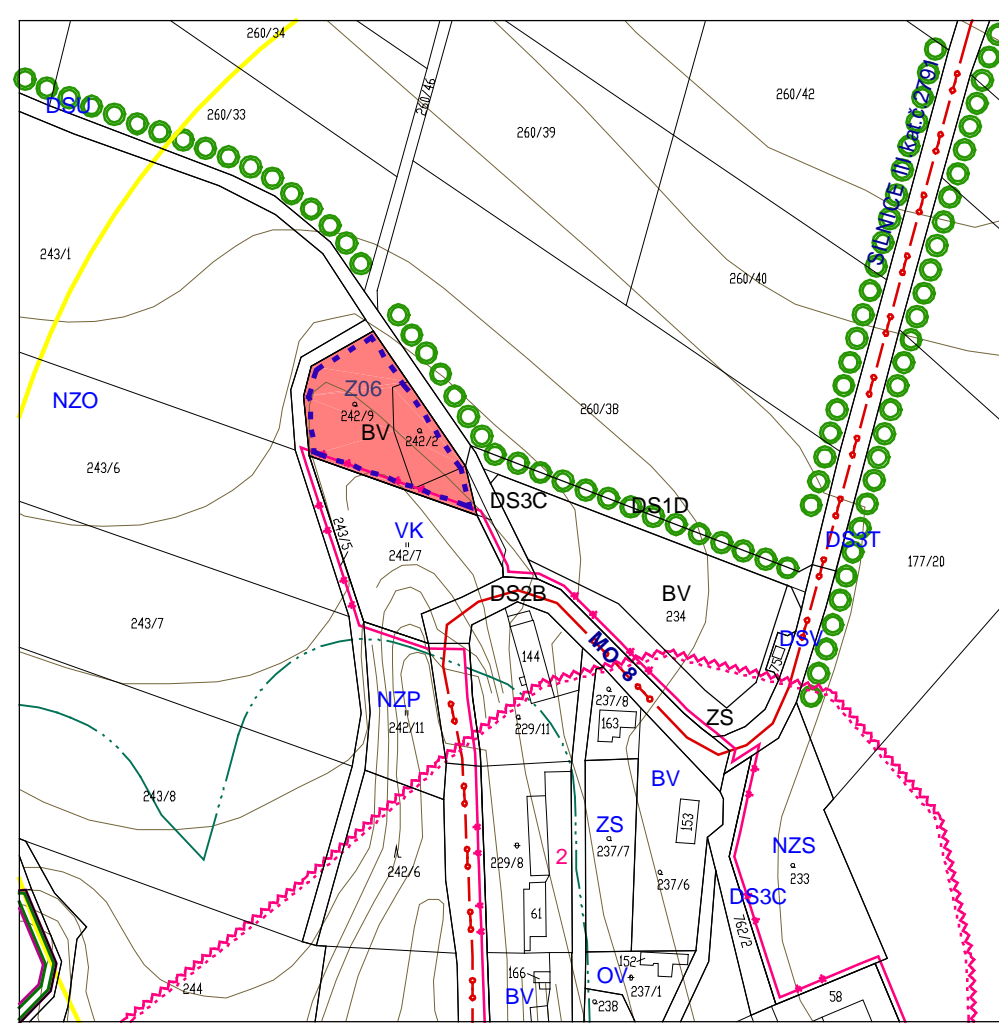 260/34
260/46
260/42
DSU
260/33
260/39
SILNICE III kat.č.2791
243/1
260/40
NZO
Z06
242/9
BV
242/2
260/38
243/6
DS3C
DS1D
243/5
VK
242/7
DS3T
177/20
DS2B
BV
234
243/7
MO 8
DSV
75
144
NZP
242/11
237/8
163
229/11
ZS
BV
243/8
153
ZS
237/7
NZS
229/8
2
242/6
237/6
233
DS3C
61
762/2
152
166
OV
237/1
244
BV
238
58